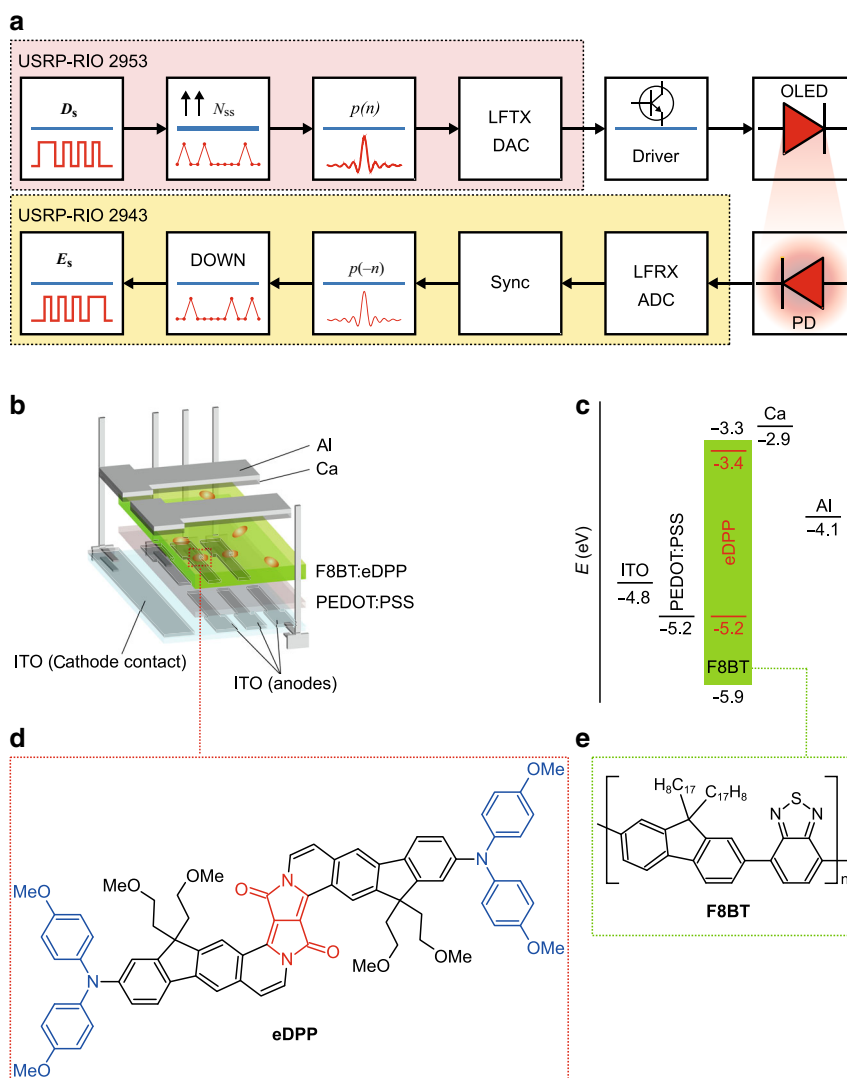 a
USRP-RIO 2953
Ds
Nss
p(n)
LFTX
DAC
Driver
OLED
USRP-RIO 2943
Es
DOWN
p(−n)
Sync
LFRX
ADC
PD
b
Al
Ca
F8BT:eDPP
PEDOT:PSS
ITO (Cathode contact)
ITO (anodes)
c
E (eV)
ITO
−4.8
PEDOT:PSS
−5.2
−3.3
−3.4
eDPP
−5.2
F8BT
−5.9
Ca
−2.9
Al
−4.1
d
OMe
MeO
MeO
OMe
N
O
N
OMe
MeO
OMe
N
O
N
MeO
eDPP
e
H8C17
C17H8
S
N
N
n
F8BT